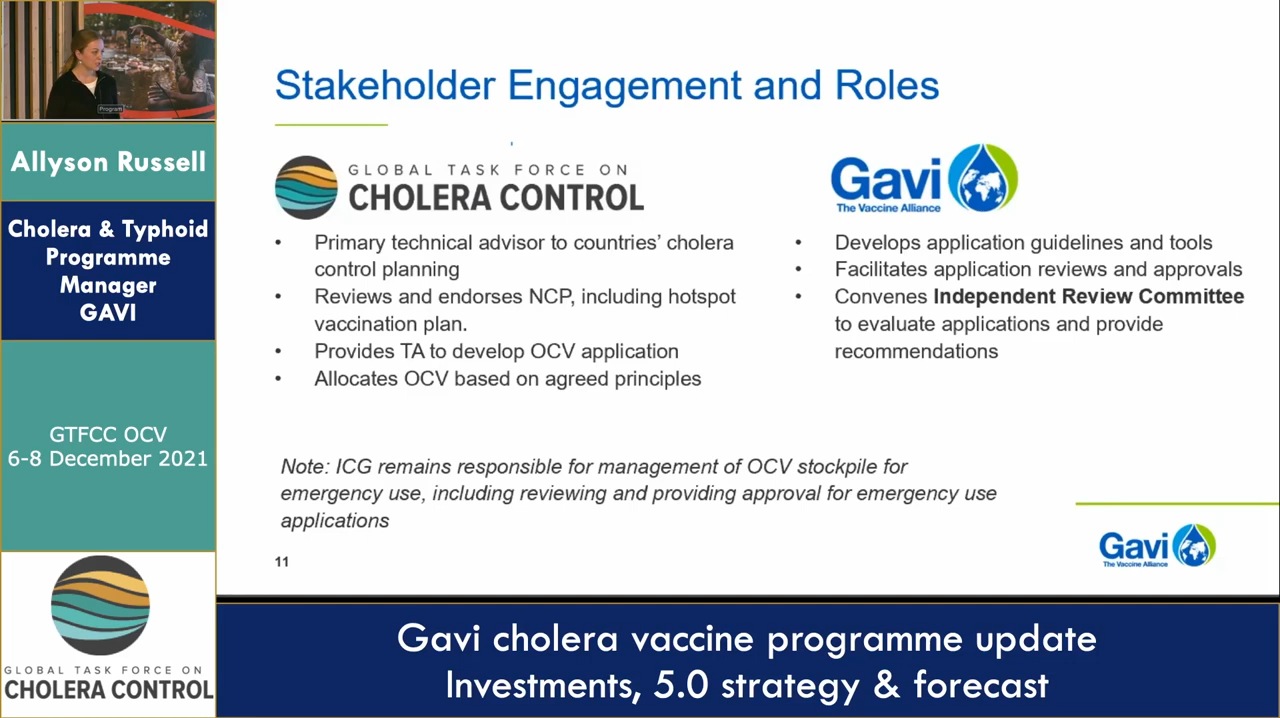 Program
Allyson Russell
Cholera & Typhoid
Programme
Manager
GAVI
GTFCC OCV
6-8 December 2021
GLOBAL TASK FORCE ON
CHOLERA CONTROL
Stakeholder Engagement and Roles
GLOBAL TASK FORCE ON
CHOLERA CONTROL
• Primary technical advisor to countries’ cholera
control planning
• Reviews and endorses NCP, including hotspot
vaccination plan.
• Provides TA to develop OCV application
• Allocates OCV based on agreed principles
Gavi
The Vaccine Alliance
• Develops application guidelines and tools
• Facilitates application reviews and approvals
• Convenes Independent Review Committee
to evaluate applications and provide
recommendations
Note: ICG remains responsible for management of OCV stockpile for
emergency use, including reviewing and providing approval for emergency use
applications
11
Gavi
The Vaccine Alliance
Gavi cholera vaccine programme update
Investments, 5.0 strategy & forecast